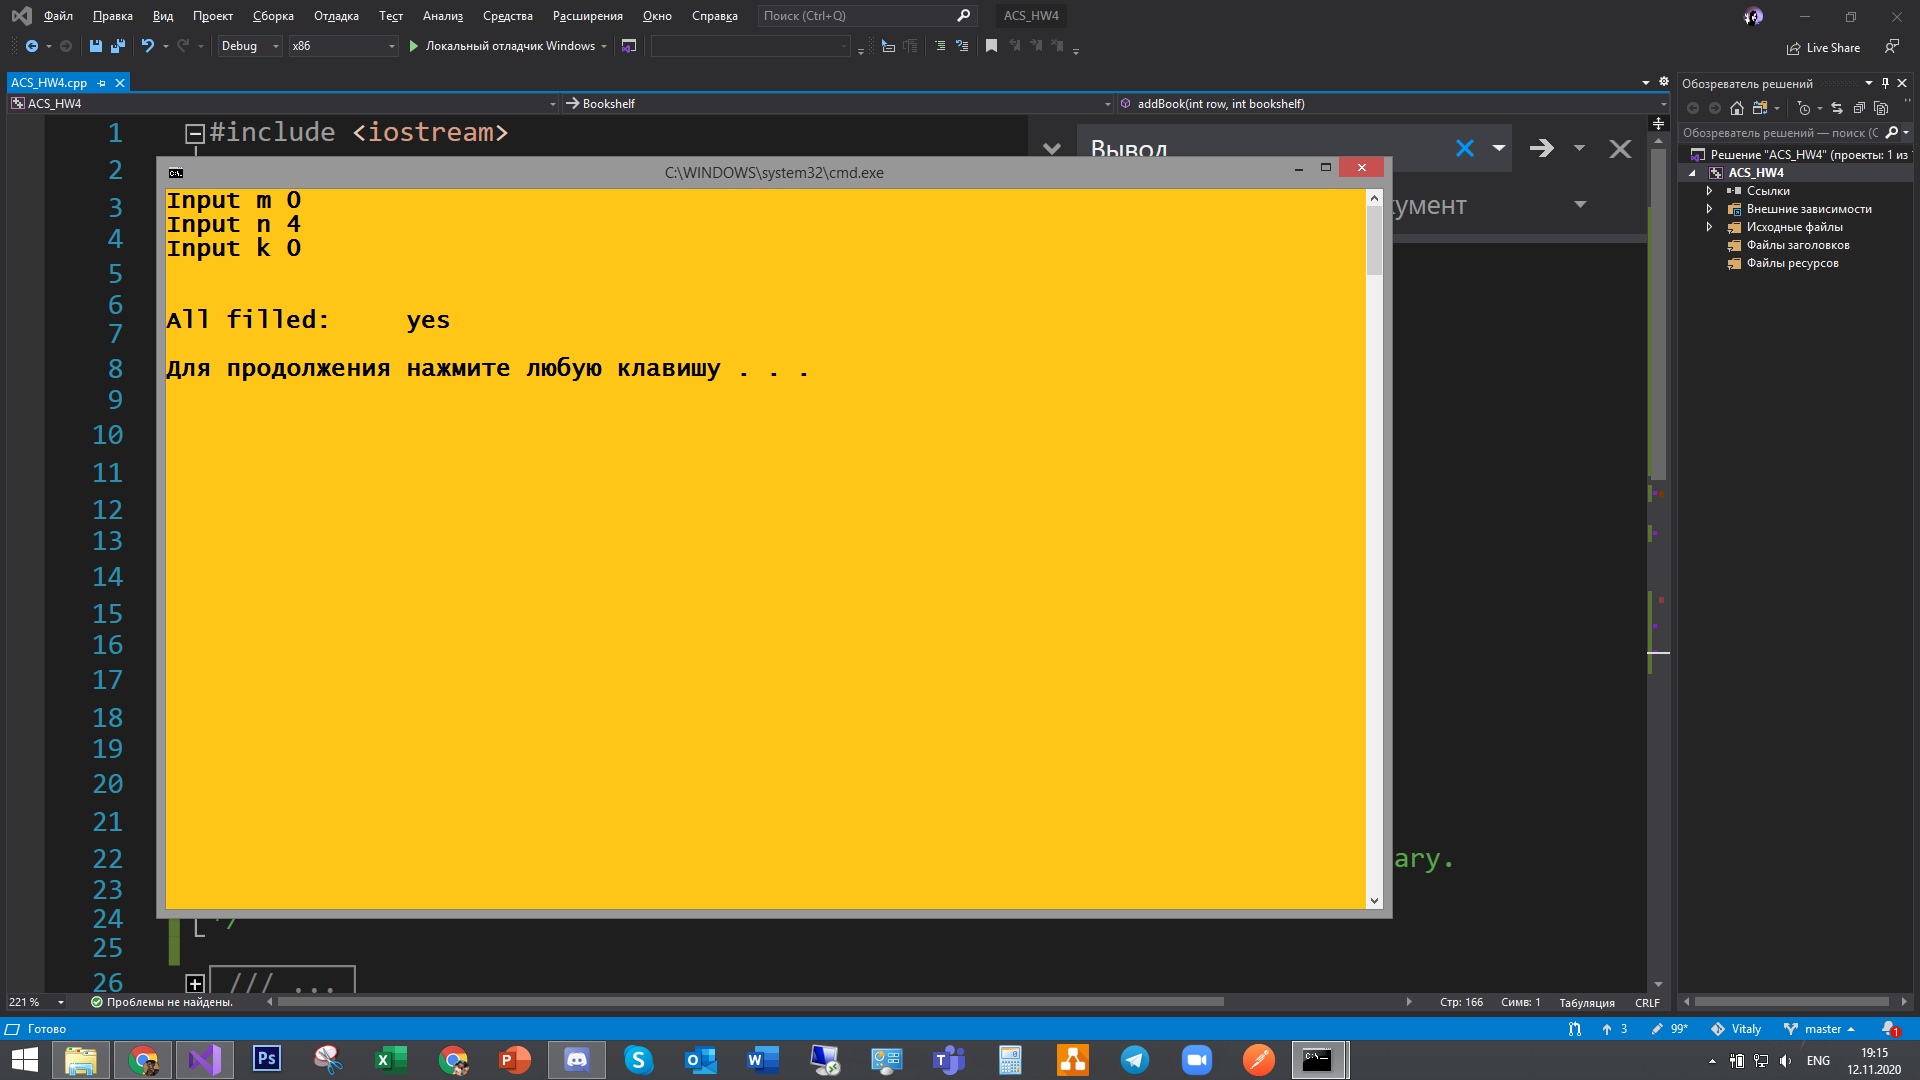 Файл Правка Вид Проект Сборка Отладка Тест Анализ Средства Расширения Окно Справка Поиск (Ctrl+Q) ACS_HW4
Debug x86 Локальный отладчик Windows Live Share
ACS_HW4.cpp
ACS_HW4 Bookshelf addBook(int row, int bookshelf)
1 #include <iostream>
2
3
4
5
6
7
8
9
10
11
12
13
14
15
16
17
18
19
20
21
22 ary.
23
24 */
25
26 /// ...
Вывод
кумент
C:\WINDOWS\system32\cmd.exe
Input m 0
Input n 4
Input k 0
All filled: yes
Для продолжения нажмите любую клавишу . . .
Обозреватель решений
Обозреватель решений — поиск (С
Решение "ACS_HW4" (проекты: 1 из
ACS_HW4
Ссылки
Внешние зависимости
Исходные файлы
Файлы заголовков
Файлы ресурсов
221 % Проблемы не найдены. Стр: 166 Симв: 1 Табуляция CRLF
Готово 3 99* Vitaly master 1
ENG 19:15
12.11.2020